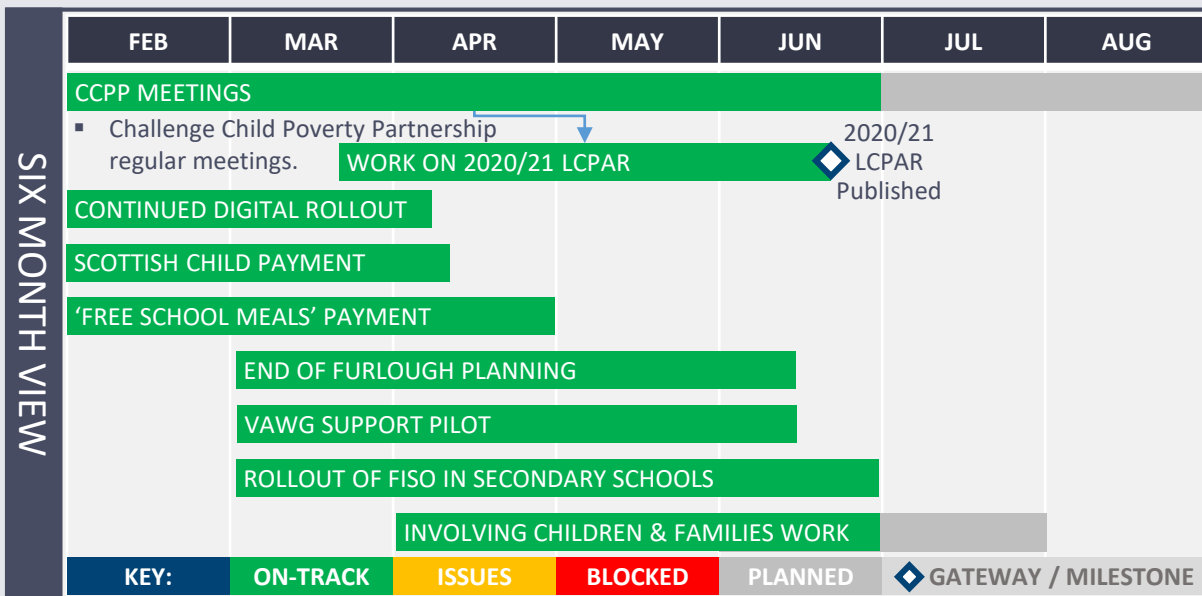 SIX MONTH VIEW
FEB MAR APR MAY JUN JUL AUG
CCPP MEETINGS
▪ Challenge Child Poverty Partnership
regular meetings.
WORK ON 2020/21 LCPAR
2020/21
LCPAR
Published
CONTINUED DIGITAL ROLLOUT
SCOTTISH CHILD PAYMENT
‘FREE SCHOOL MEALS’ PAYMENT
END OF FURLOUGH PLANNING
VAWG SUPPORT PILOT
ROLLOUT OF FISO IN SECONDARY SCHOOLS
INVOLVING CHILDREN & FAMILIES WORK
KEY: ON-TRACK ISSUES BLOCKED PLANNED GATEWAY / MILESTONE